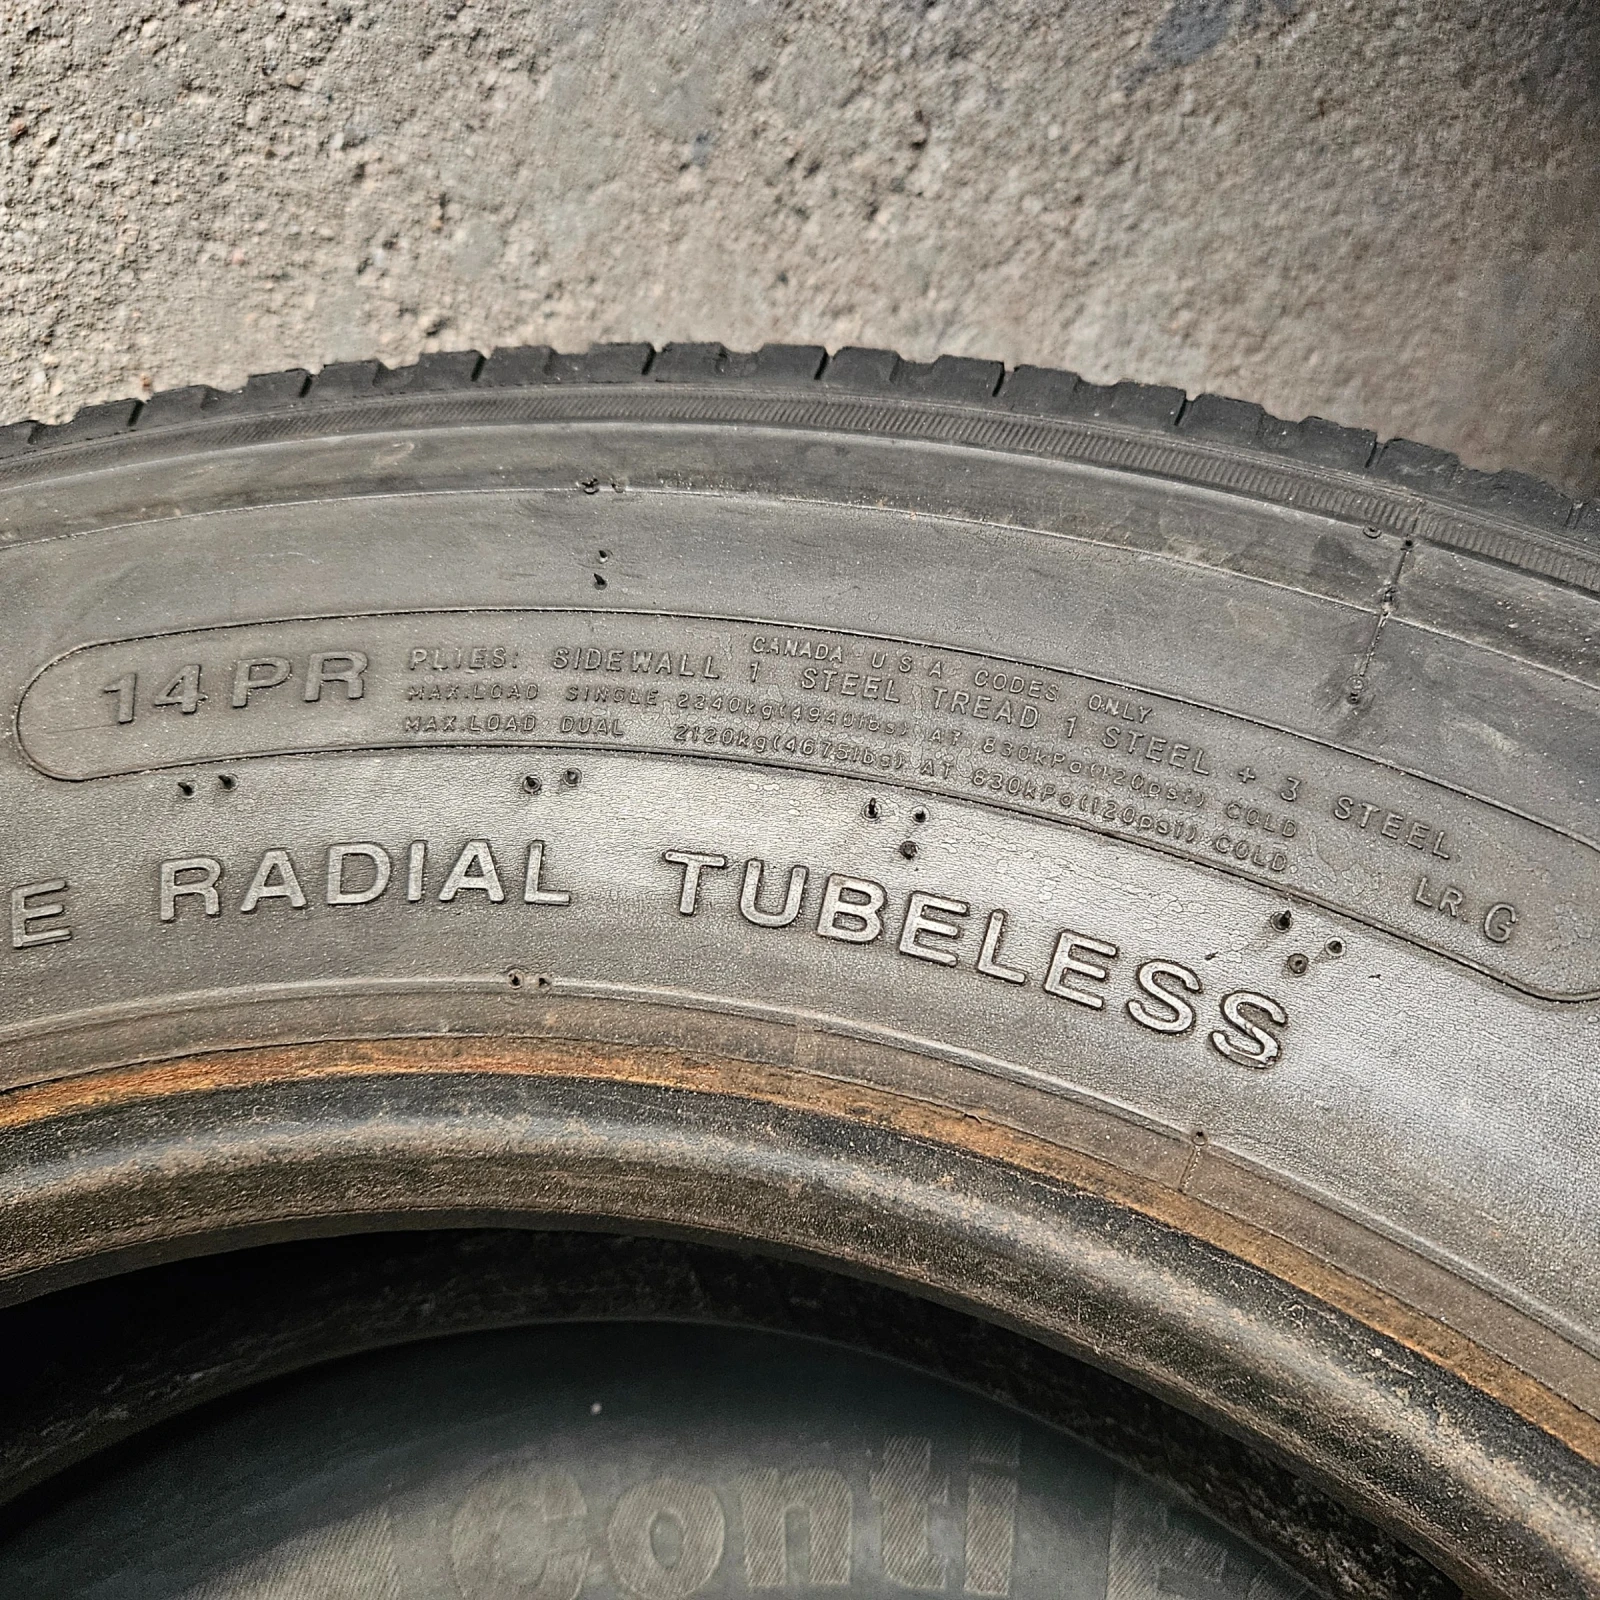 CANADA U S A CODES ONLY
14PR PLIES: SIDEWALL 1 STEEL TREAD 1 STEEL + 3 STEEL
MAX.LOAD SINGLE 2240kg(4940lbs) AT 830kPa(120psi) COLD
MAX.LOAD DUAL 2120kg(4675lbs) AT 830kPa(120psi) COLD.
LR. G
E RADIAL TUBELESS
conti